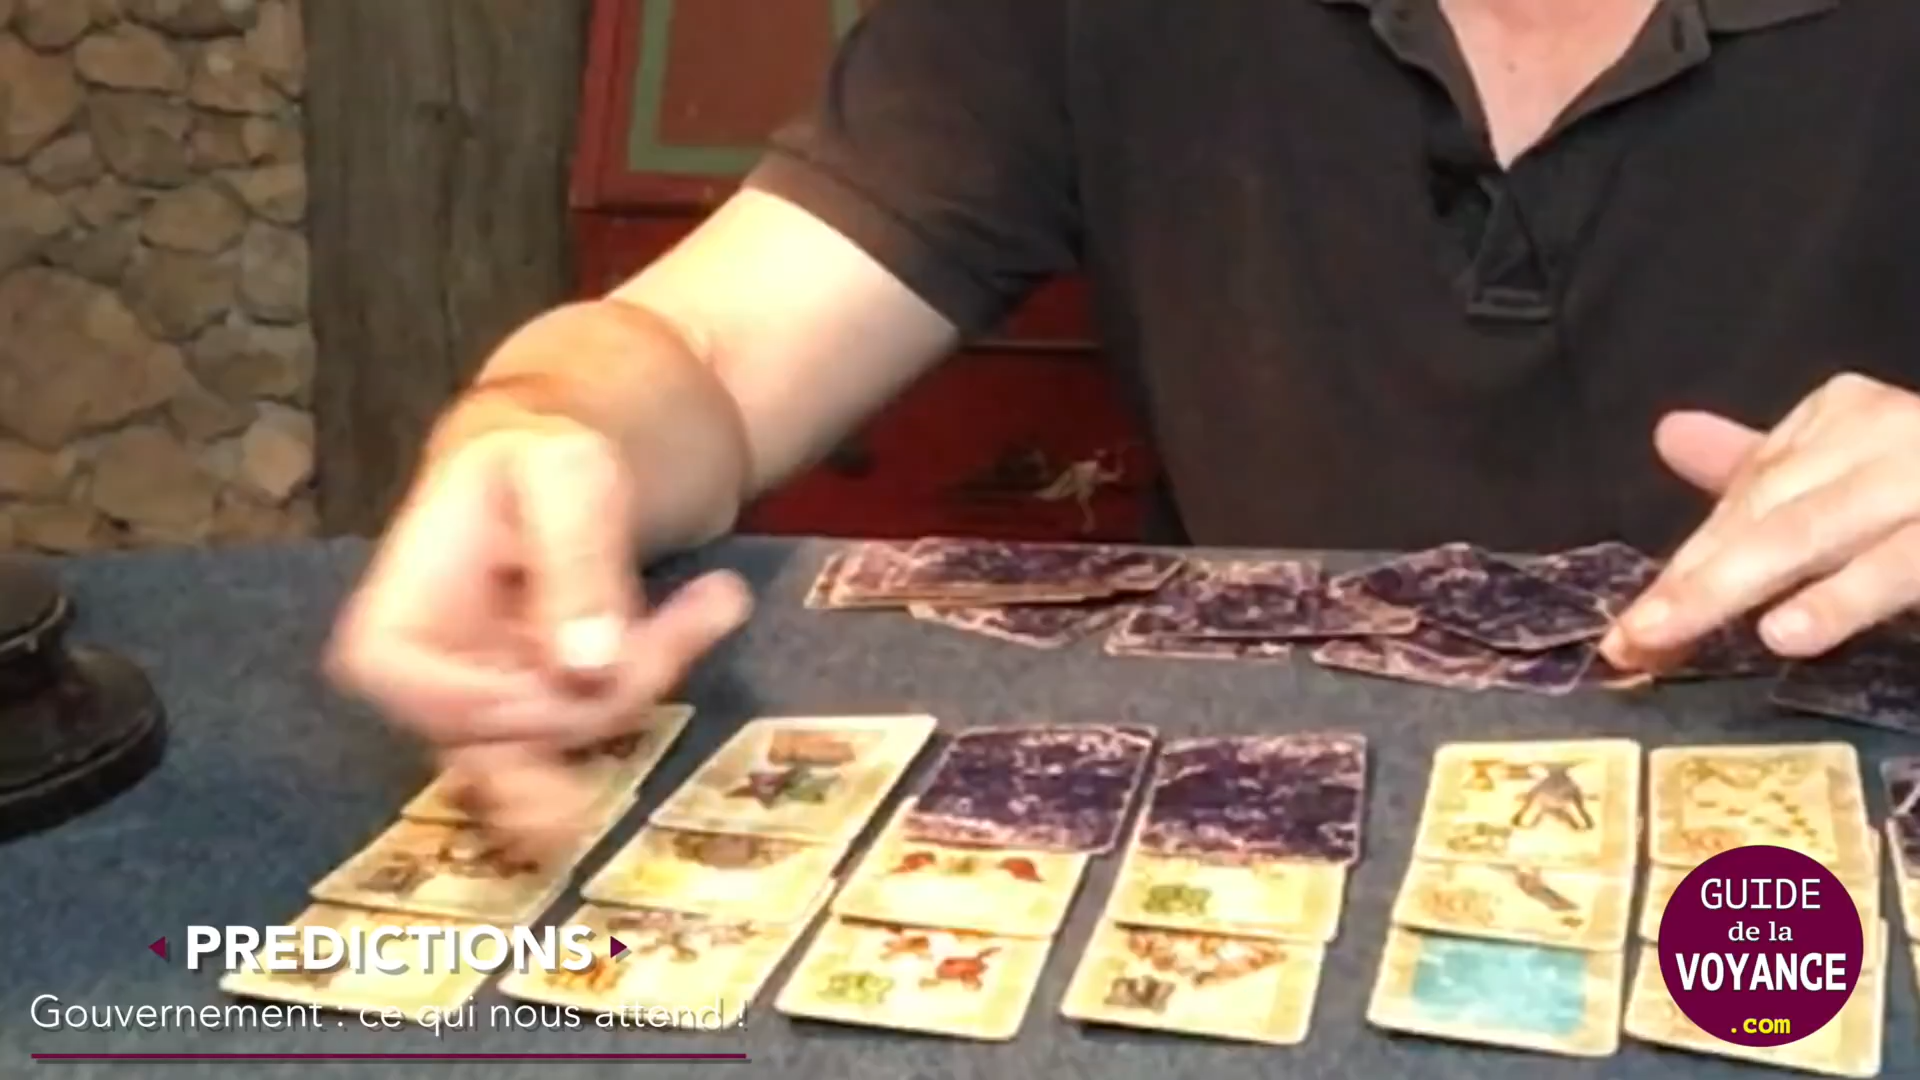 PREDICTIONS
Gouvernement : ce qui nous attend !
GUIDE
de la
VOYANCE
.com